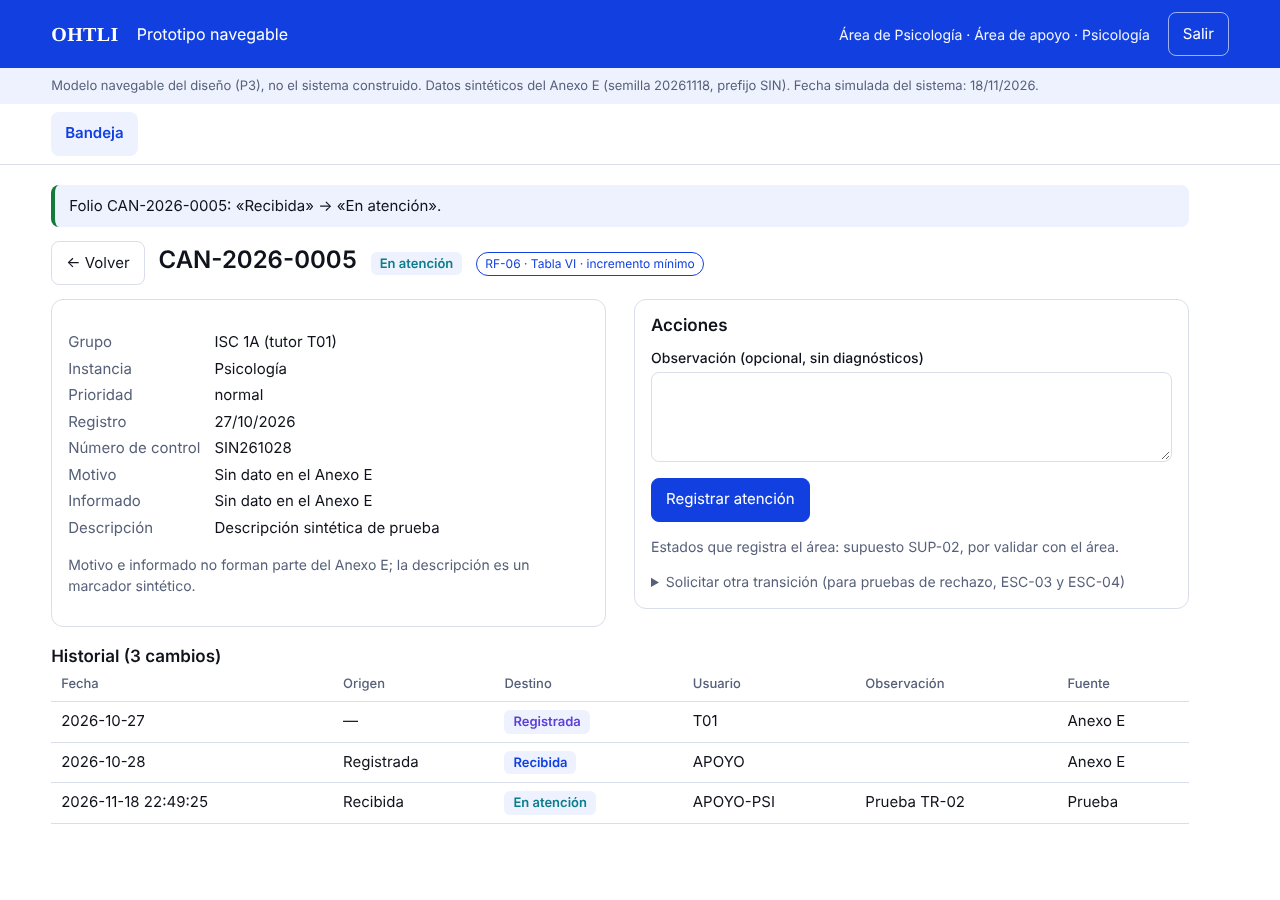 OHTLI Prototipo navegable
Área de Psicología · Área de apoyo · Psicología
Salir
Modelo navegable del diseño (P3), no el sistema construido. Datos sintéticos del Anexo E (semilla 20261118, prefijo SIN). Fecha simulada del sistema: 18/11/2026.
Bandeja
Folio CAN-2026-0005: «Recibida» → «En atención».
← Volver
CAN-2026-0005
En atención
RF-06 · Tabla VI · incremento mínimo
Grupo ISC 1A (tutor T01)
Instancia Psicología
Prioridad normal
Registro 27/10/2026
Número de control SIN261028
Motivo Sin dato en el Anexo E
Informado Sin dato en el Anexo E
Descripción Descripción sintética de prueba
Motivo e informado no forman parte del Anexo E; la descripción es un
marcador sintético.
Acciones
Observación (opcional, sin diagnósticos)
Registrar atención
Estados que registra el área: supuesto SUP-02, por validar con el área.
▶ Solicitar otra transición (para pruebas de rechazo, ESC-03 y ESC-04)
Historial (3 cambios)
Fecha Origen Destino Usuario Observación Fuente
2026-10-27 — Registrada T01 Anexo E
2026-10-28 Registrada Recibida APOYO Anexo E
2026-11-18 22:49:25 Recibida En atención APOYO-PSI Prueba TR-02 Prueba